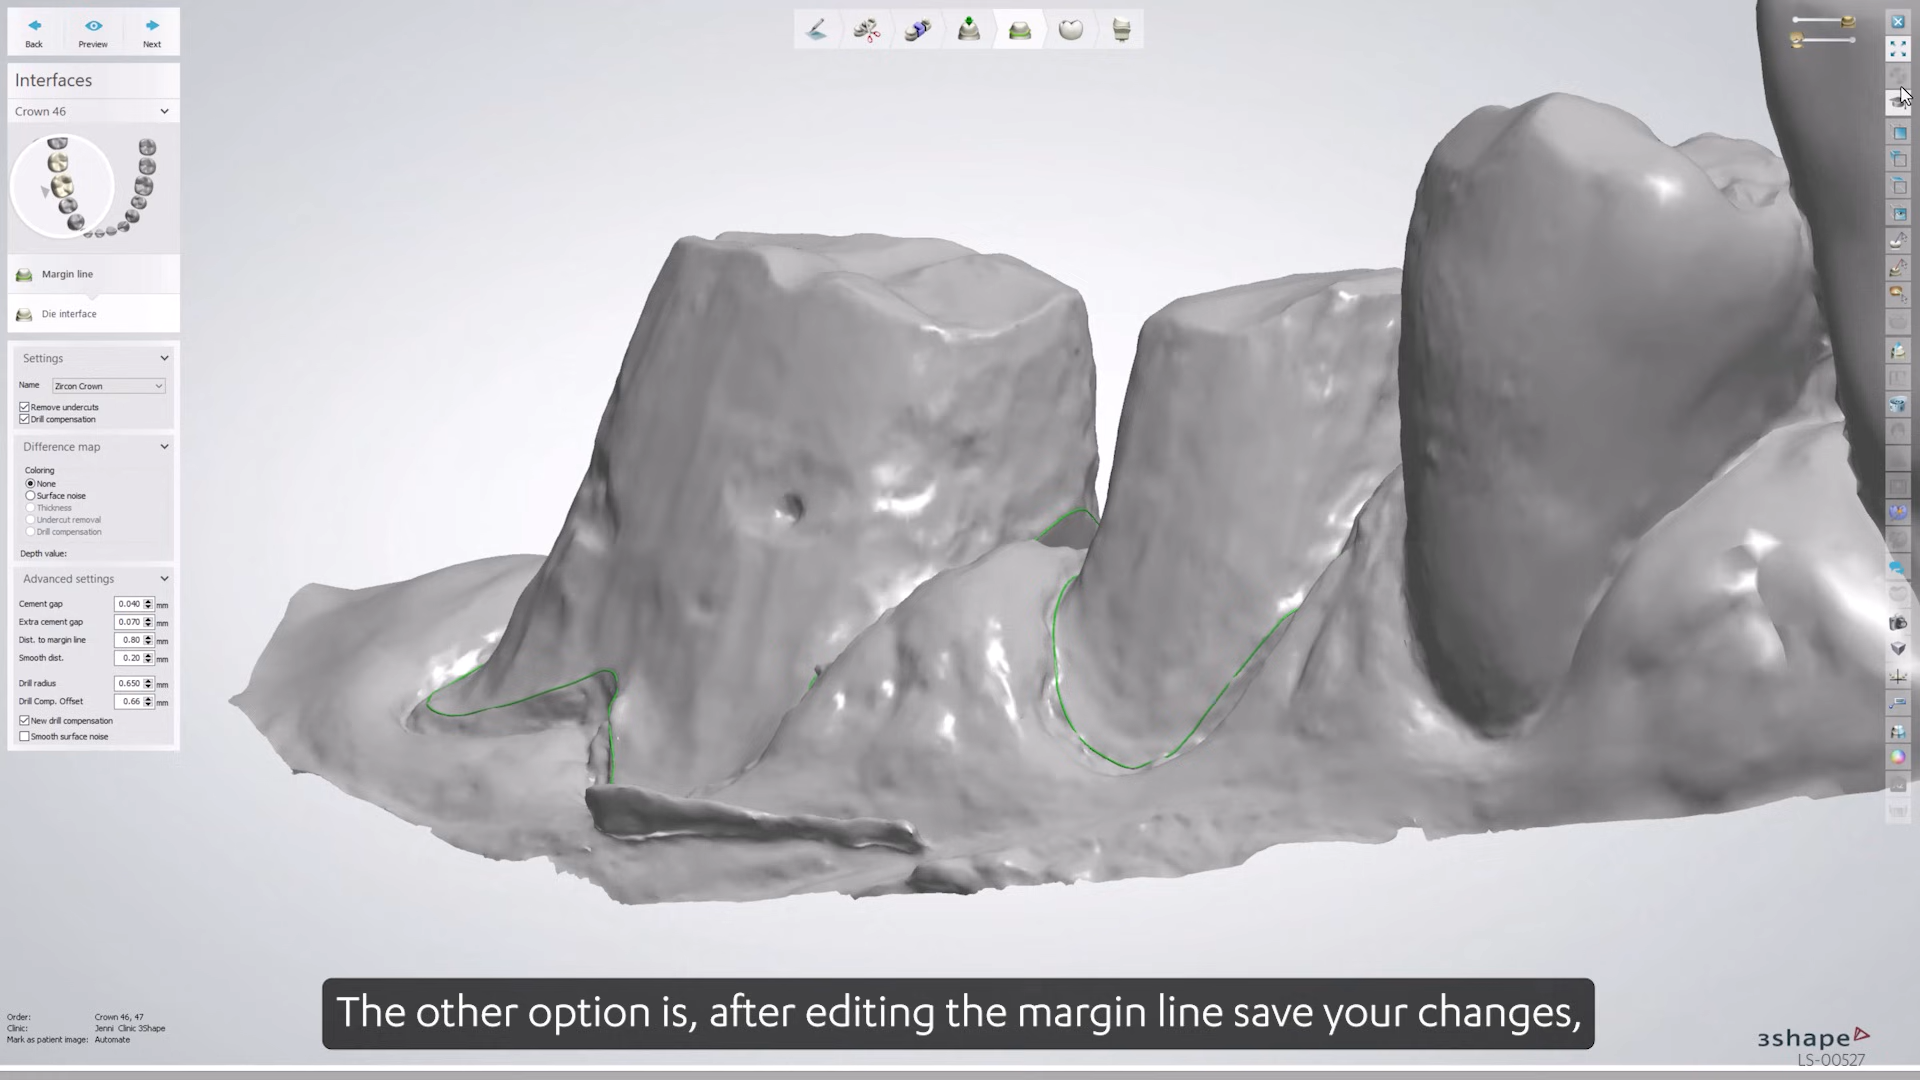 Back
Preview
Next
Interfaces
Crown 46
Margin line
Die interface
Settings
Name Zircon Crown
Remove undercuts
Drill compensation
Difference map
Coloring
None
Surface noise
Thickness
Undercut removal
Drill compensation
Depth value:
Advanced settings
Cement gap 0.040 mm
Extra cement gap 0.070 mm
Dist. to margin line 0.80 mm
Smooth dist. 0.20 mm
Drill radius 0.650 mm
Drill Comp. Offset 0.66 mm
New drill compensation
Smooth surface noise
Order: Crown 46, 47
Clinic: Jenni Clinic 3Shape
Mark as patient image: Automate
The other option is, after editing the margin line save your changes,
3shape
LS-00527